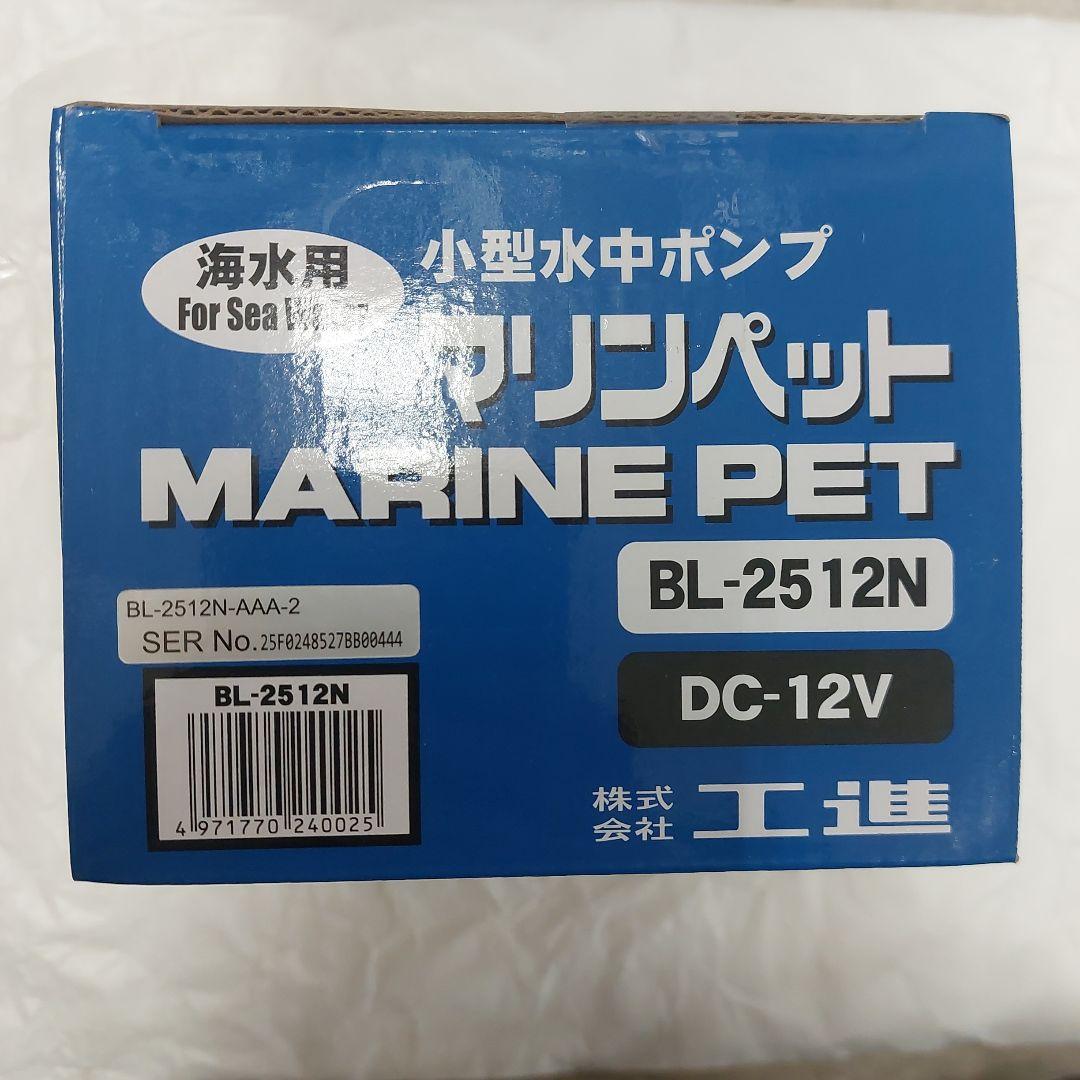 海水用
For Sea
小型水中ポンプ
マリンペット
MARINE PET
BL-2512N
DC-12V
BL-2512N-AAA-2
SER No. 25F0248527BB00444
BL-2512N
4 971770 240025
株式会社 工進